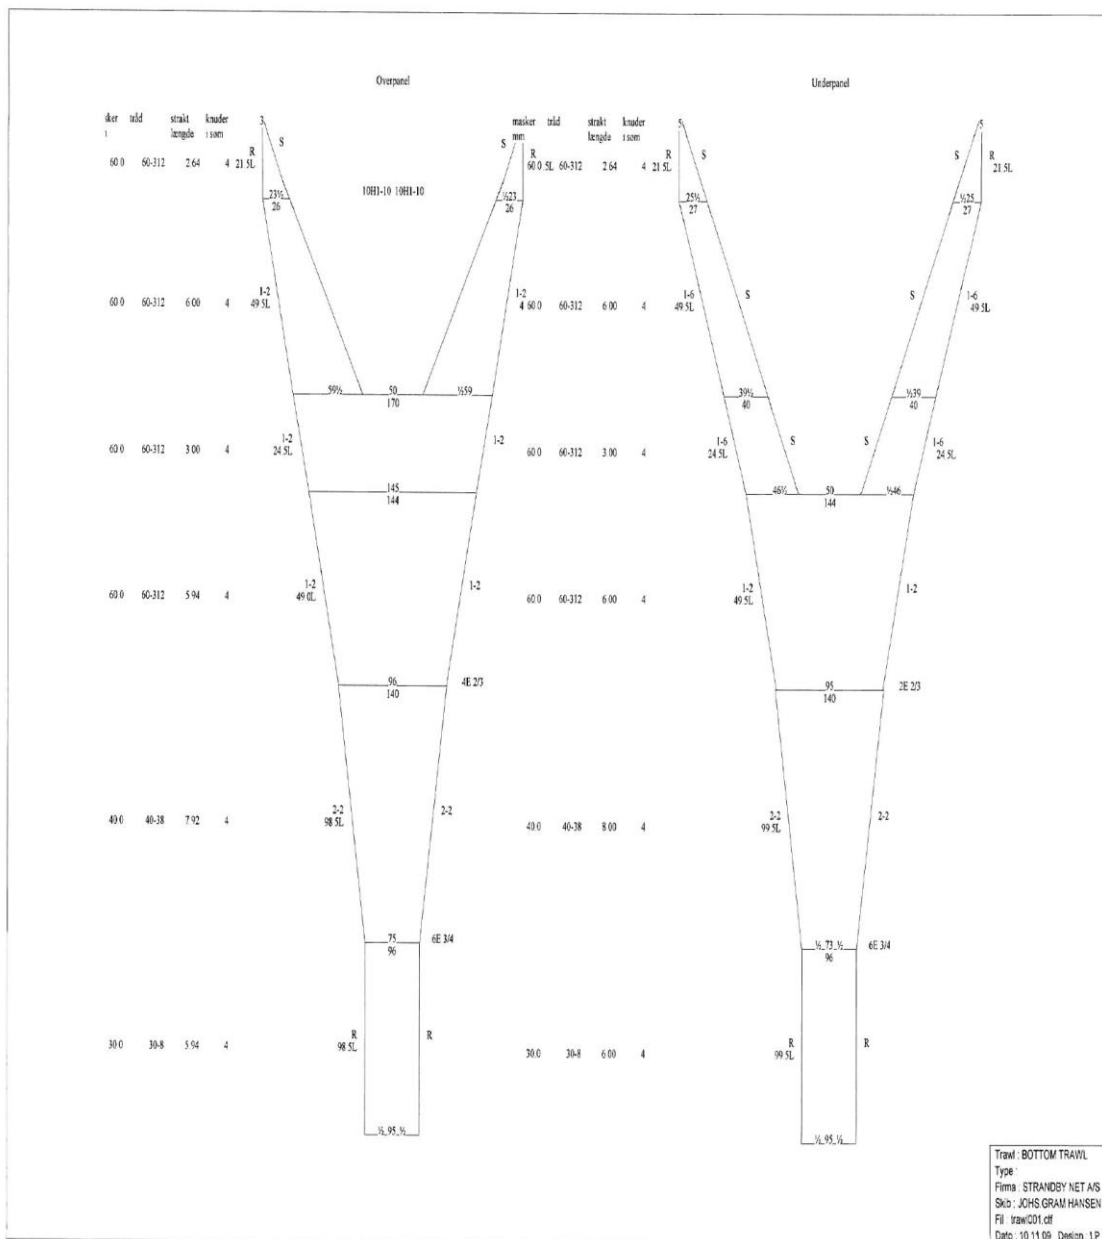 Overpanel Underpanel
sker tråd strakt længde knuder i søm
masker mm tråd strakt længde knuder i søm
3 S S R
R 21.5L
60.0 60-312 2.64 4
23½ 26
½23 26
10H1-10 10H1-10
60.0 60-312 6.00 4
1-2 49.5L
1-2
59½ 50 ½59
170
60.0 60-312 3.00 4
1-2 24.5L
1-2
145
144
60.0 60-312 5.94 4
1-2 49.0L
1-2
96 4E 2/3
140
40.0 40-38 7.92 4
2-2 98.5L
2-2
75 6E 3/4
96
30.0 30-8 5.94 4
R 98.5L
R
½ 95 ½
5 S S 5
60.0 .5L 60-312 2.64 4
R 21.5L
R 21.5L
25½ 27
½25 27
4 60.0 60-312 6.00 4
1-6 49.5L
S S
1-6 49.5L
39½ 40
½39 40
60.0 60-312 3.00 4
1-6 24.5L
S S
1-6 24.5L
46½ 50 ½46
144
60.0 60-312 6.00 4
1-2 49.5L
1-2
95 2E 2/3
140
40.0 40-38 8.00 4
2-2 99.5L
2-2
½ 73 ½ 6E 3/4
96
30.0 30-8 6.00 4
R 99.5L
R
½ 95 ½
Trawl : BOTTOM TRAWL
Type :
Firma : STRANDBY NET A/S
Skib : JOHS.GRAM HANSEN
Fil : trawl001.ctf
Dato : 10.11.09 Design : LP